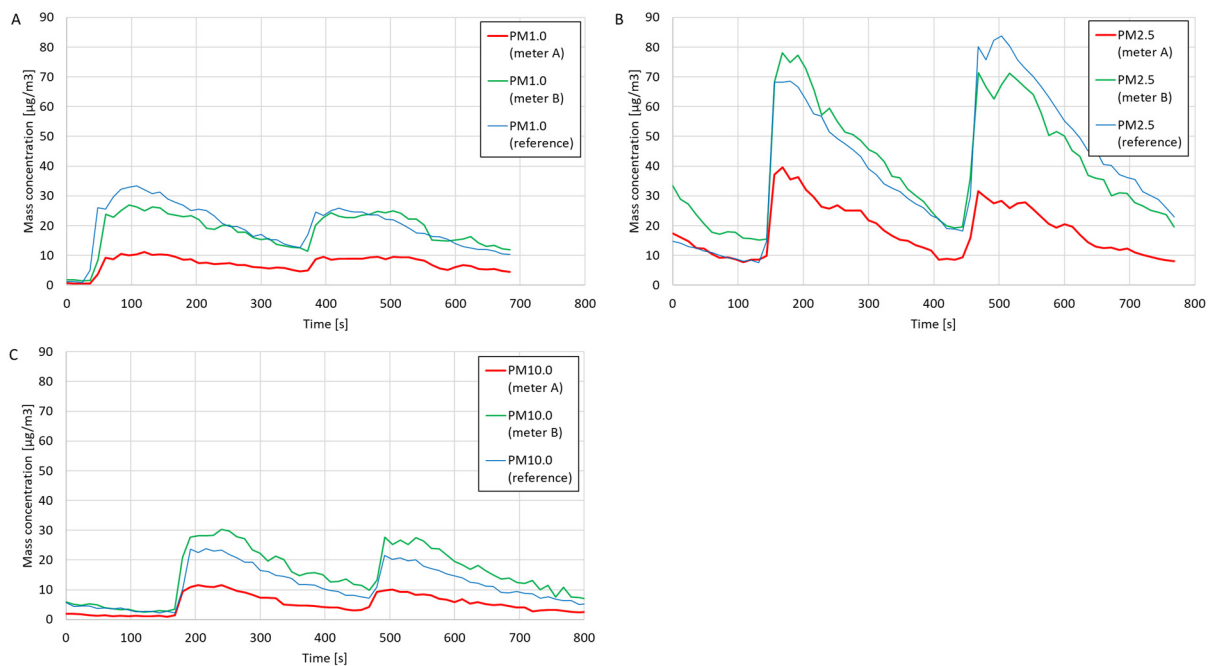 A
Mass concentration [µg/m3]
90
80
70
60
50
40
30
20
10
0
0 100 200 300 400 500 600 700 800
Time [s]
PM1.0
(meter A)
PM1.0
(meter B)
PM1.0
(reference)
B
Mass concentration [µg/m3]
90
80
70
60
50
40
30
20
10
0
0 100 200 300 400 500 600 700 800
Time [s]
PM2.5
(meter A)
PM2.5
(meter B)
PM2.5
(reference)
C
Mass concentration [µg/m3]
90
80
70
60
50
40
30
20
10
0
0 100 200 300 400 500 600 700 800
Time [s]
PM10.0
(meter A)
PM10.0
(meter B)
PM10.0
(reference)